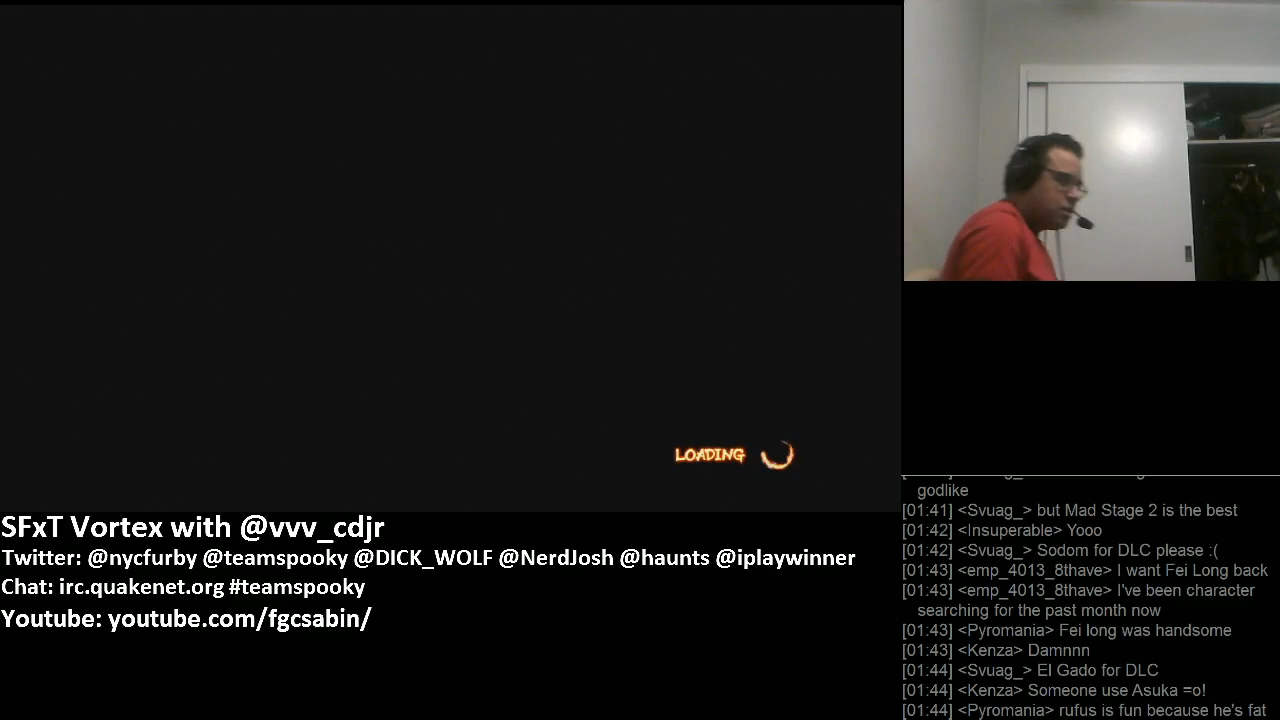 LOADING
SFxT Vortex with @vvv_cdjr
Twitter: @nycfurby @teamspooky @DICK_WOLF @NerdJosh @haunts @iplaywinner
Chat: irc.quakenet.org #teamspooky
Youtube: youtube.com/fgcsabin/
godlike
[01:41] <Svuag_> but Mad Stage 2 is the best
[01:42] <Insuperable> Yooo
[01:42] <Svuag_> Sodom for DLC please :(
[01:43] <emp_4013_8thave> I want Fei Long back
[01:43] <emp_4013_8thave> I've been character
searching for the past month now
[01:43] <Pyromania> Fei long was handsome
[01:43] <Kenza> Damnnn
[01:44] <Svuag_> El Gado for DLC
[01:44] <Kenza> Someone use Asuka =o!
[01:44] <Pyromania> rufus is fun because he's fat